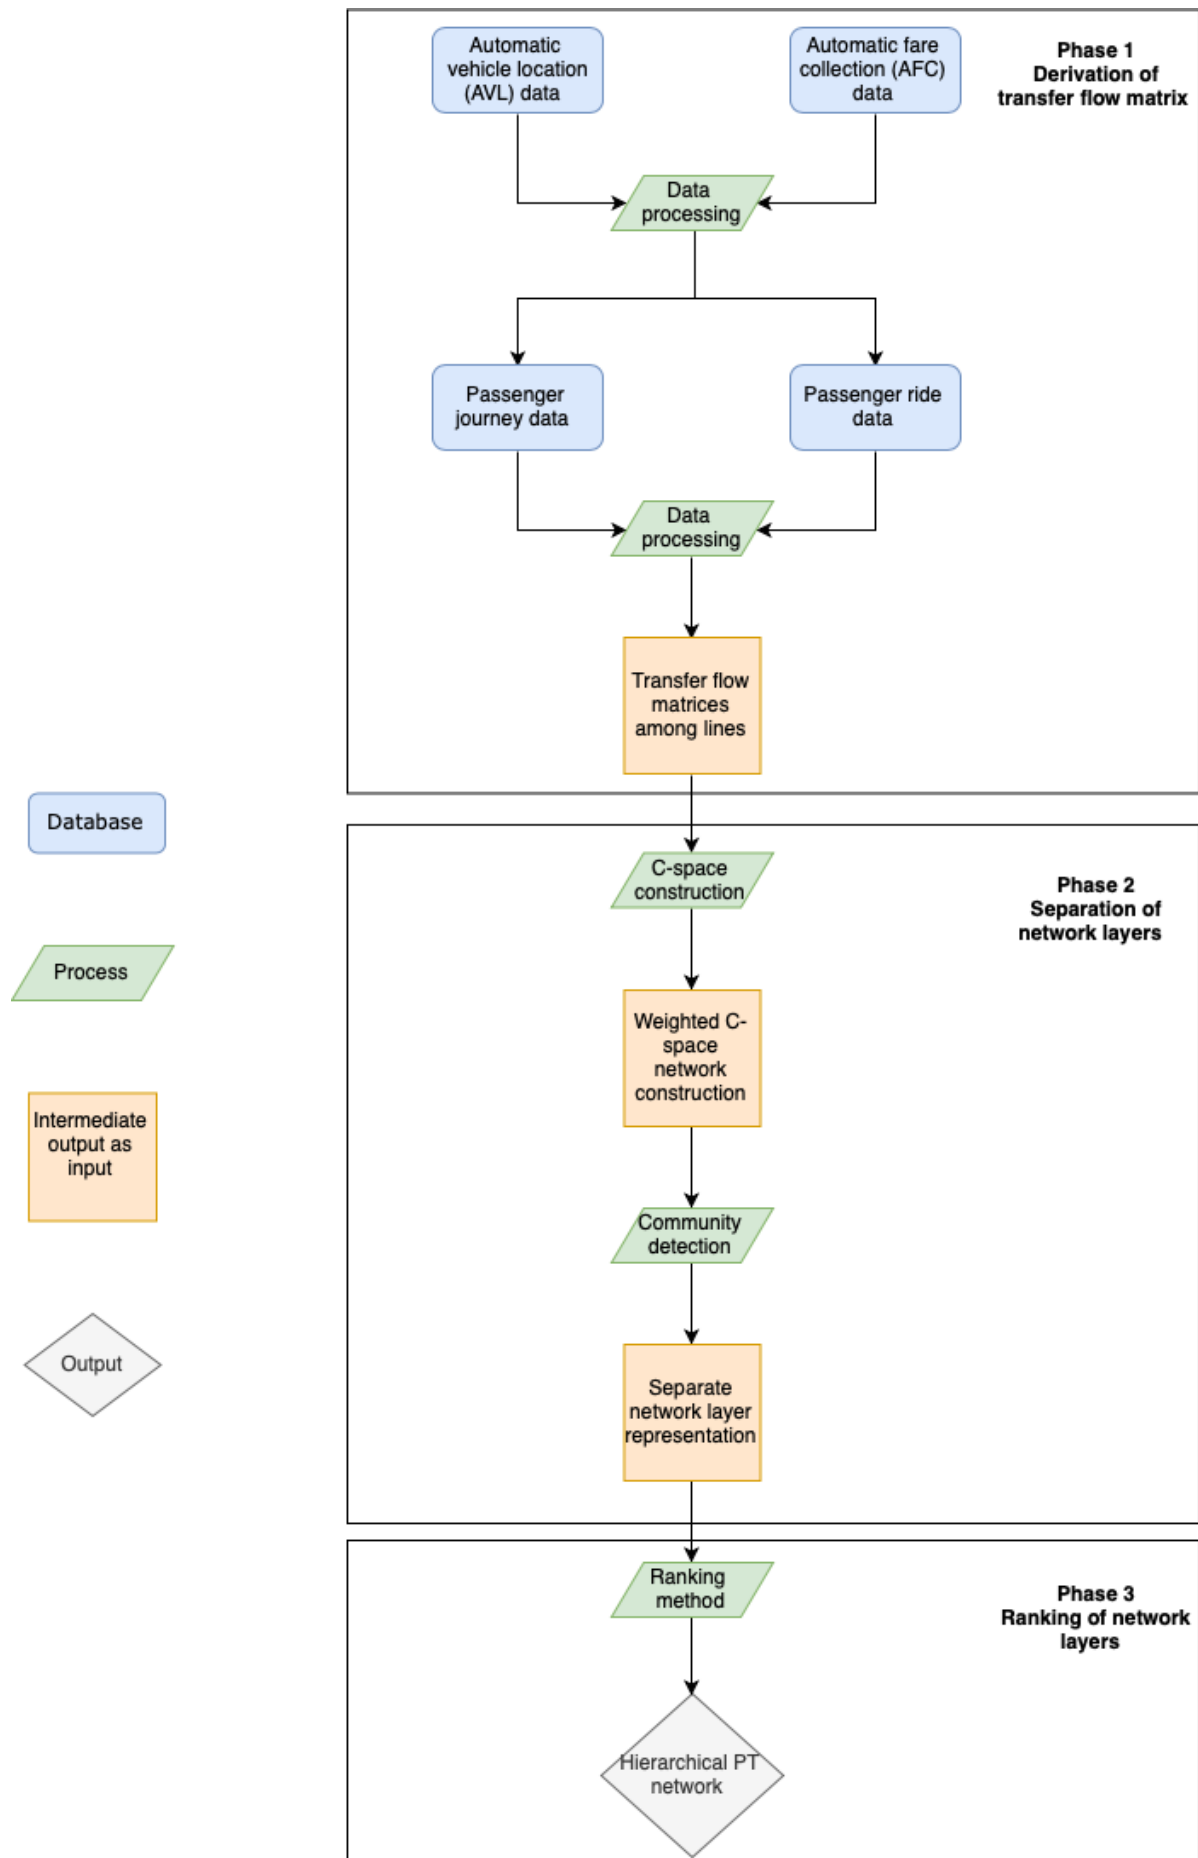 Automatic
vehicle location
(AVL) data
Automatic fare
collection (AFC)
data
Phase 1
Derivation of
transfer flow matrix
Data
processing
Passenger
journey data
Passenger ride
data
Data
processing
Transfer flow
matrices
among lines
Database
Process
Intermediate
output as
input
Output
C-space
construction
Phase 2
Separation of
network layers
Weighted C-
space
network
construction
Community
detection
Separate
network layer
representation
Ranking
method
Phase 3
Ranking of network
layers
Hierarchical PT
network